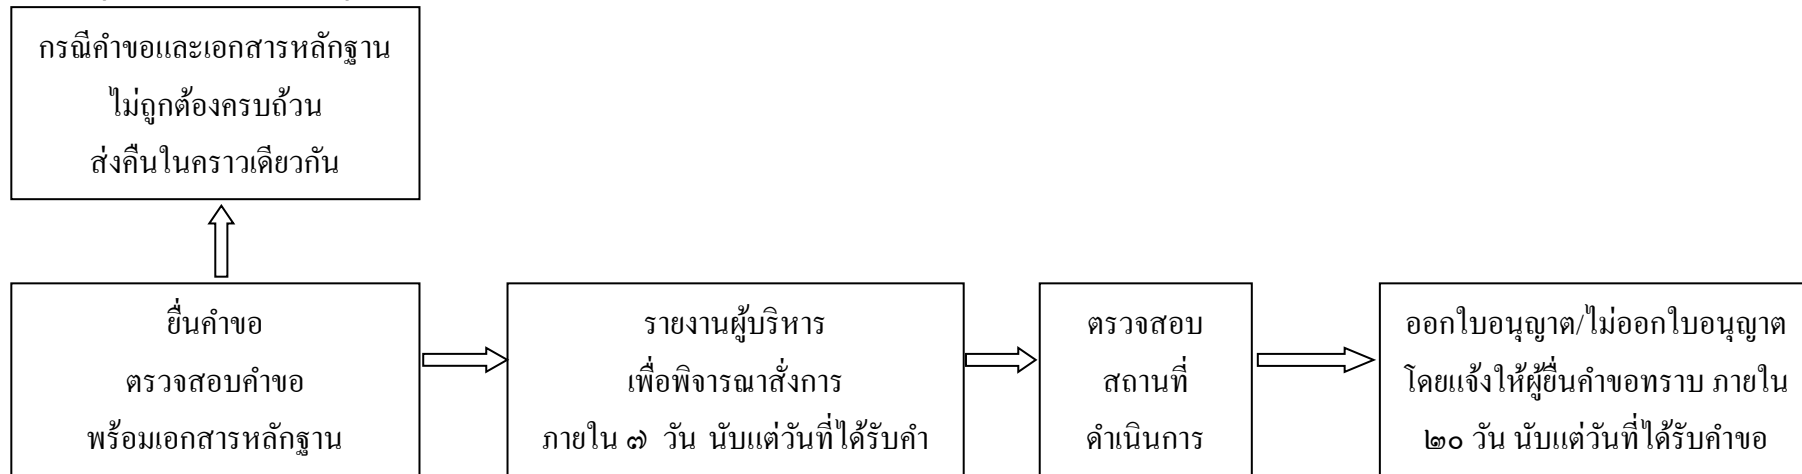 กรณีคำขอและเอกสารหลักฐาน
ไม่ถูกต้องครบถ้วน
ส่งคืนในคราวเดียวกัน
ยื่นคำขอ
ตรวจสอบคำขอ
พร้อมเอกสารหลักฐาน
รายงานผู้บริหาร
เพื่อพิจารณาสั่งการ
ภายใน ๗ วัน นับแต่วันที่ได้รับคำ
ตรวจสอบ
สถานที่
ดำเนินการ
ออกใบอนุญาต/ไม่ออกใบอนุญาต
โดยแจ้งให้ผู้ยื่นคำขอทราบ ภายใน
๒๐ วัน นับแต่วันที่ได้รับคำขอ